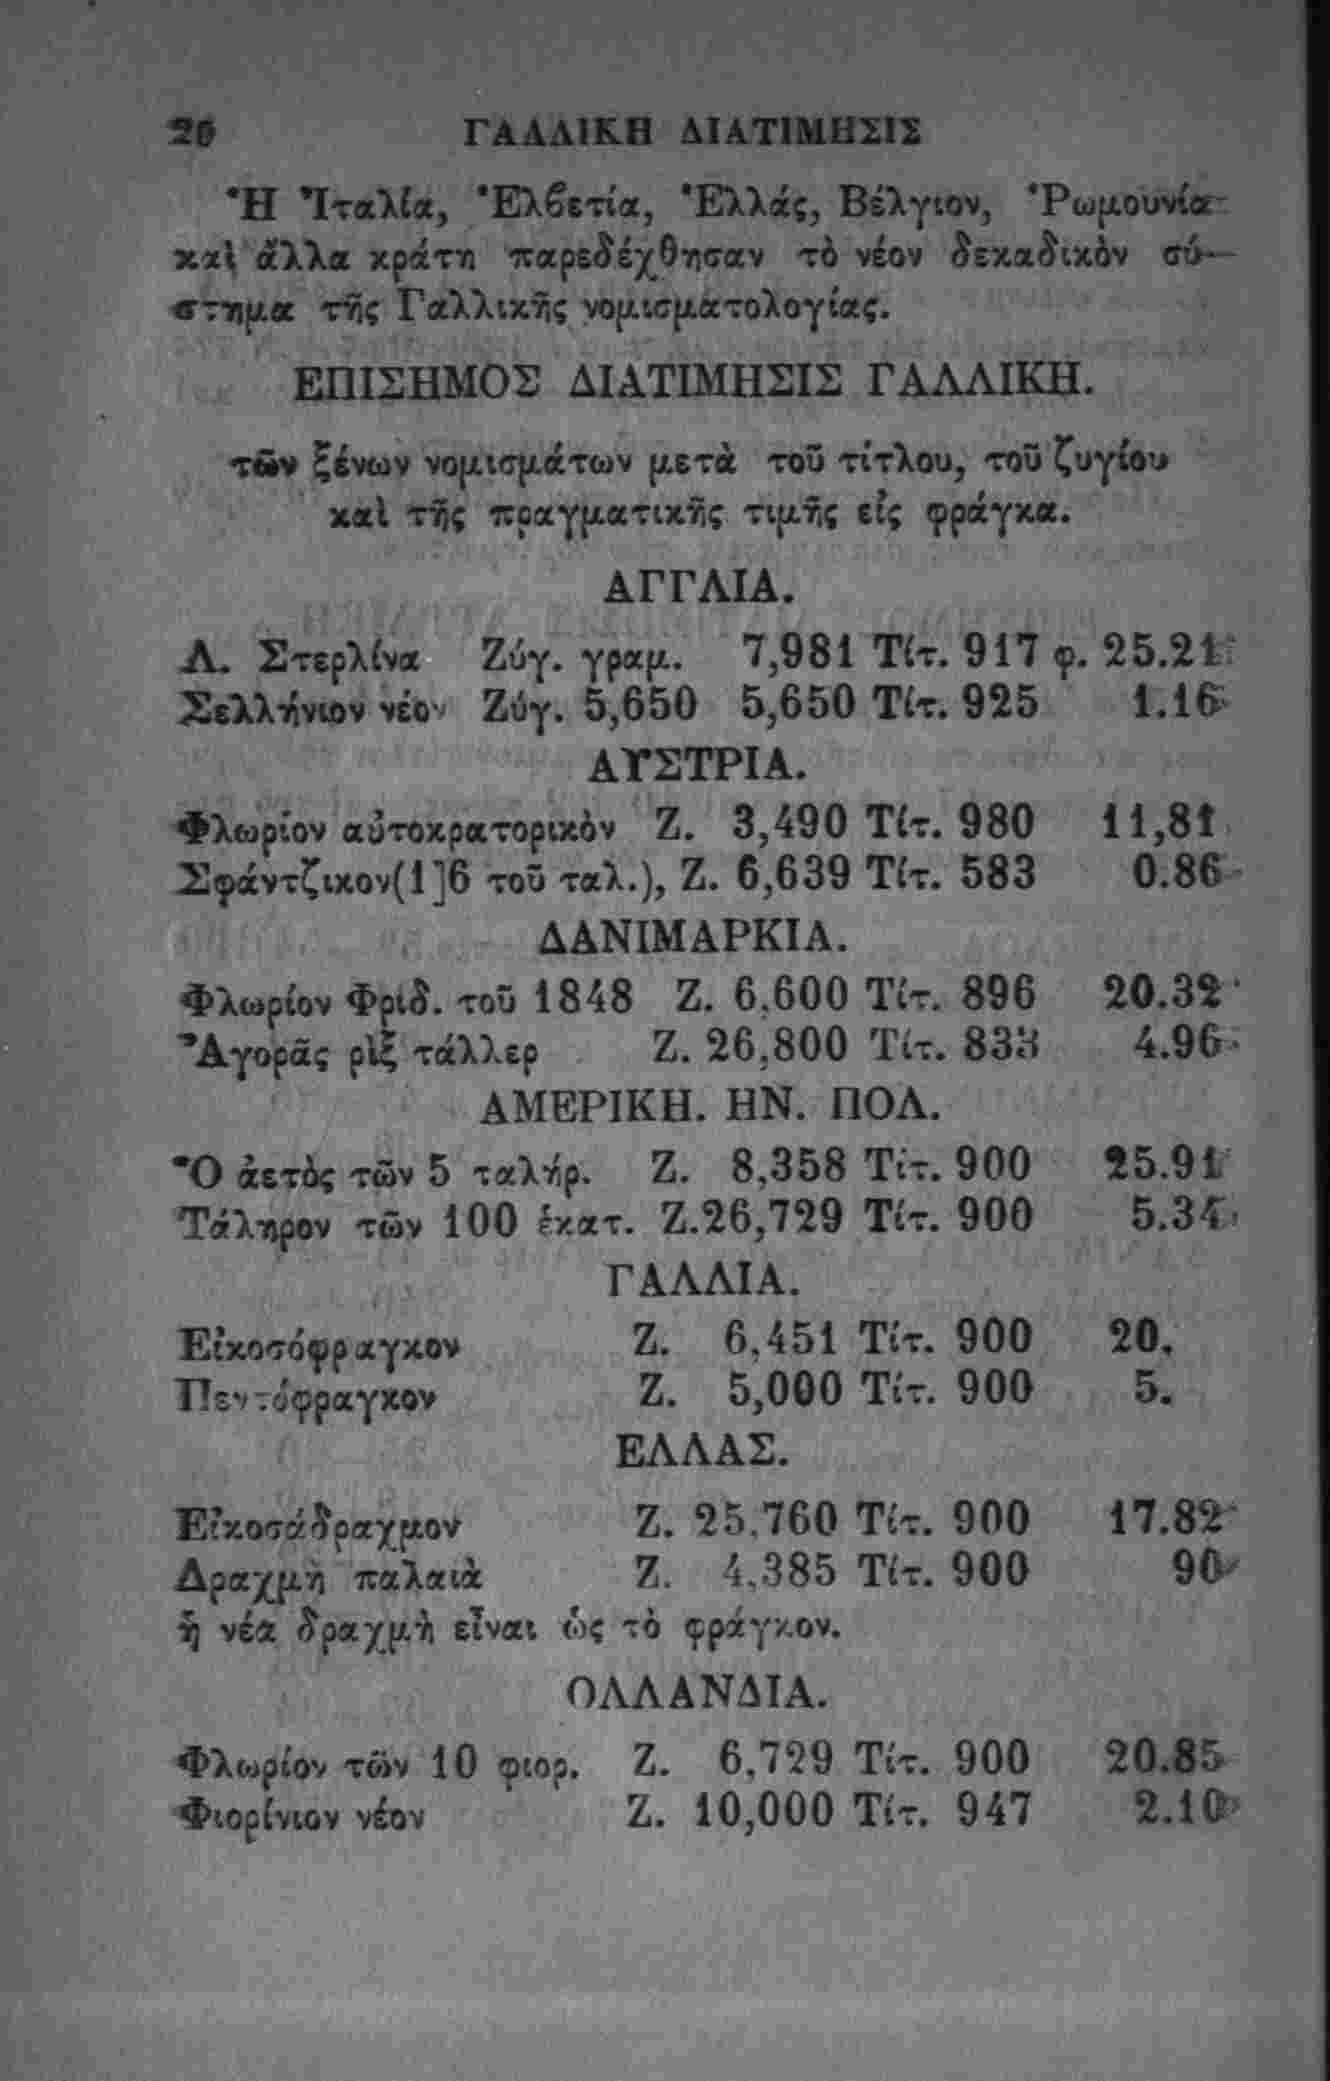 20 ΓΑΛΛΙΚΗ ΔΙΑΤΙΜΗΣΙΣ
Ἡ Ἰταλία, Ἑλβετία, Ἑλλάς, Βέλγιον, Ῥωμουνία
καὶ ἄλλα κράτη παρεδέχθησαν τὸ νέον δεκαδικὸν σύ-
στημα τῆς Γαλλικῆς νομισματολογίας.
ΕΠΙΣΗΜΟΣ ΔΙΑΤΙΜΗΣΙΣ ΓΑΛΛΙΚΗ.
τῶν ξένων νομισμάτων μετὰ τοῦ τίτλου, τοῦ ζυγίου
καὶ τῆς πραγματικῆς τιμῆς εἰς φράγκα.
ΑΓΓΛΙΑ.
Λ. Στερλίνα Ζύγ. γραμ. 7,981 Τίτ. 917 φ. 25.21
Σελλήνιον νέον Ζύγ. 5,650 5,650 Τίτ. 925 1.16
ΑΥΣΤΡΙΑ.
Φλωρίον αὐτοκρατορικὸν Ζ. 3,490 Τίτ. 980 11,81
Σφάντζικον(1]6 τοῦ ταλ.), Ζ. 6,639 Τίτ. 583 0.86
ΔΑΝΙΜΑΡΚΙΑ.
Φλωρίον Φριδ. τοῦ 1848 Ζ. 6.600 Τίτ. 896 20.32
Ἀγορᾶς ρὶξ τάλλερ Ζ. 26,800 Τίτ. 833 4.96
ΑΜΕΡΙΚΗ. ΗΝ. ΠΟΛ.
Ὁ ἀετὸς τῶν 5 ταλήρ. Ζ. 8,358 Τίτ. 900 25.91
Τάληρον τῶν 100 ἑκατ. Ζ.26,729 Τίτ. 900 5.34
ΓΑΛΛΙΑ.
Εἰκοσόφραγκον Ζ. 6,451 Τίτ. 900 20.
Πεντόφραγκον Ζ. 5,000 Τίτ. 900 5.
ΕΛΛΑΣ.
Εἰκοσάδραχμον Ζ. 25,760 Τίτ. 900 17.82
Δραχμὴ παλαιὰ Ζ. 4,385 Τίτ. 900 90
ἡ νέα δραχμὴ εἶναι ὡς τὸ φράγκον.
ΟΛΛΑΝΔΙΑ.
Φλωρίον τῶν 10 φιορ. Ζ. 6,729 Τίτ. 900 20.85
Φιορίνιον νέον Ζ. 10,000 Τίτ. 947 2.10